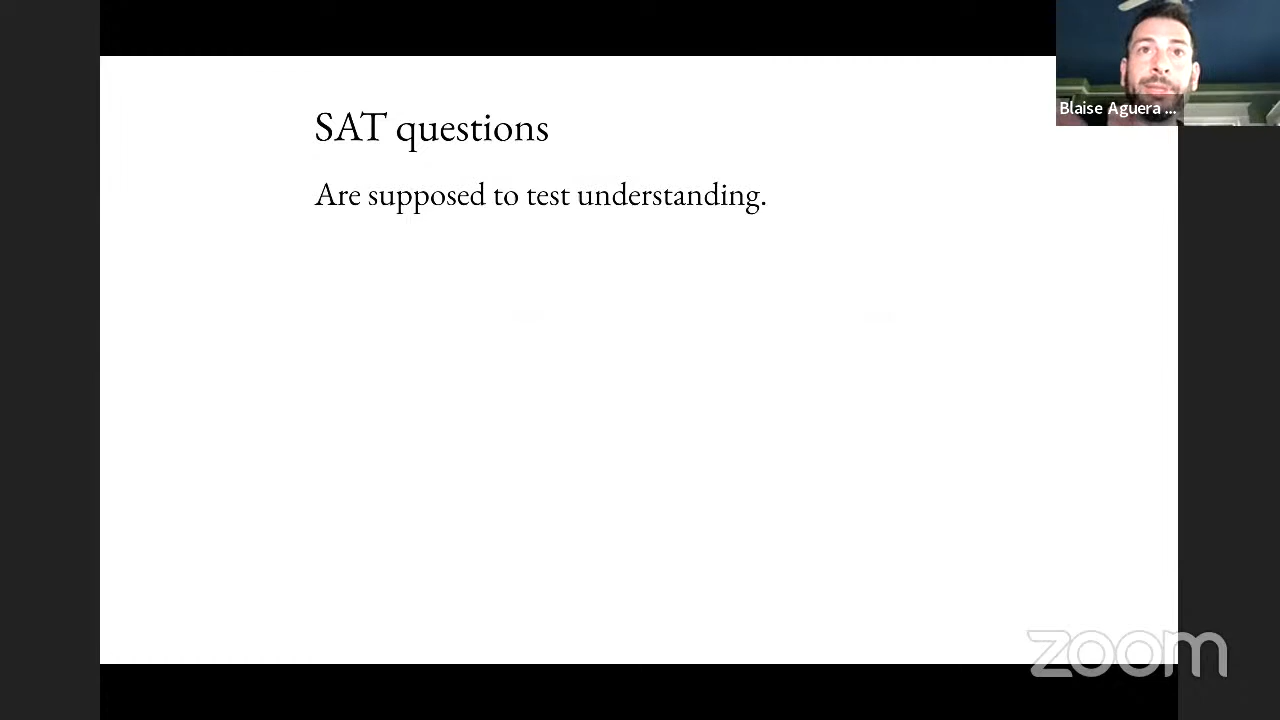 Blaise Aguera ...
SAT questions
Are supposed to test understanding.
zoom